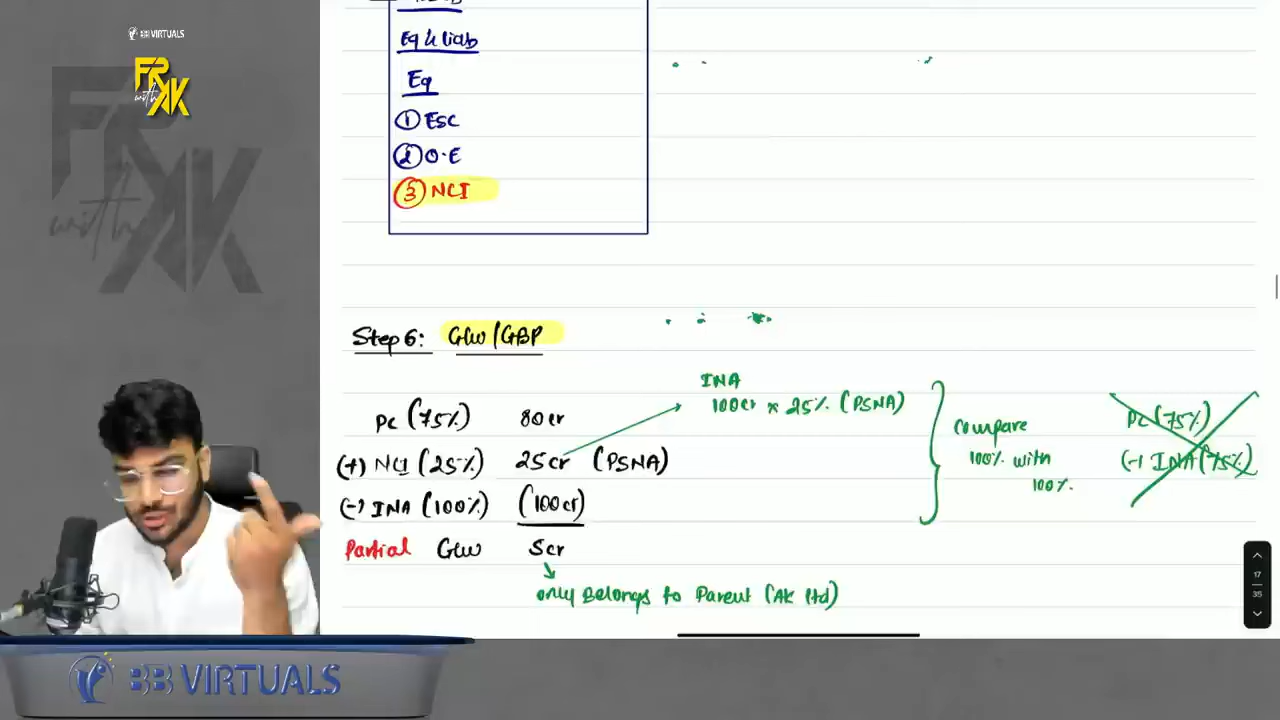 BB VIRTUALS
FR
with
AK
Eq & liab
Eq
① ESC
② O.E
③ NCI
Step 6: GW/GBP
INA
100cr × 25% (PSNA)
PC (75%) 80cr
(+) NCI (25%) 25cr (PSNA)
(-) INA (100%) (100cr)
Partial GW 5cr
only Belongs to Parent (AK ltd)
Compare
100% with
100%.
PC (75%)
(-) INA (75%)
17
35
BB VIRTUALS